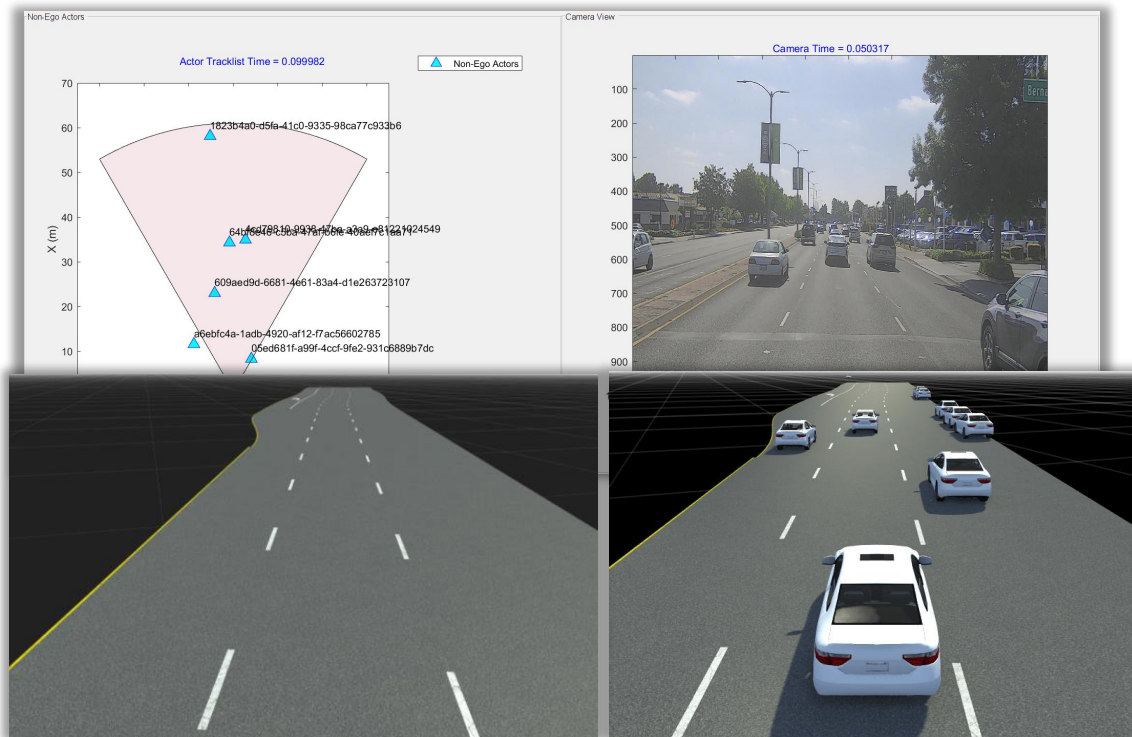 Non-Ego Actors
Camera View
Actor Tracklist Time = 0.099982
Non-Ego Actors
Camera Time = 0.050317
70
60
50
40
30
20
10
X (m)
1823b4a0-d5fa-41c0-9335-98ca77c933b6
609aed9d-6681-4e61-83a4-d1e263723107
a6ebfc4a-1adb-4920-af12-f7ac56602785
05ed681f-a99f-4ccf-9fe2-931c6889b7dc
100
200
300
400
500
600
700
800
900
Berna